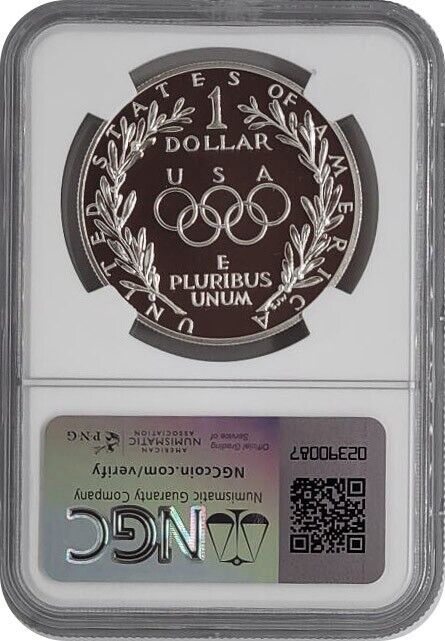 UNITED STATES OF AMERICA
1
DOLLAR
USA
E
PLURIBUS
UNUM
NGC
Numismatic Guaranty Company
NGCcoin.com/verify
Official Grading
Service of
AMERICAN
NUMISMATIC
ASSOCIATION
PNG
02390087